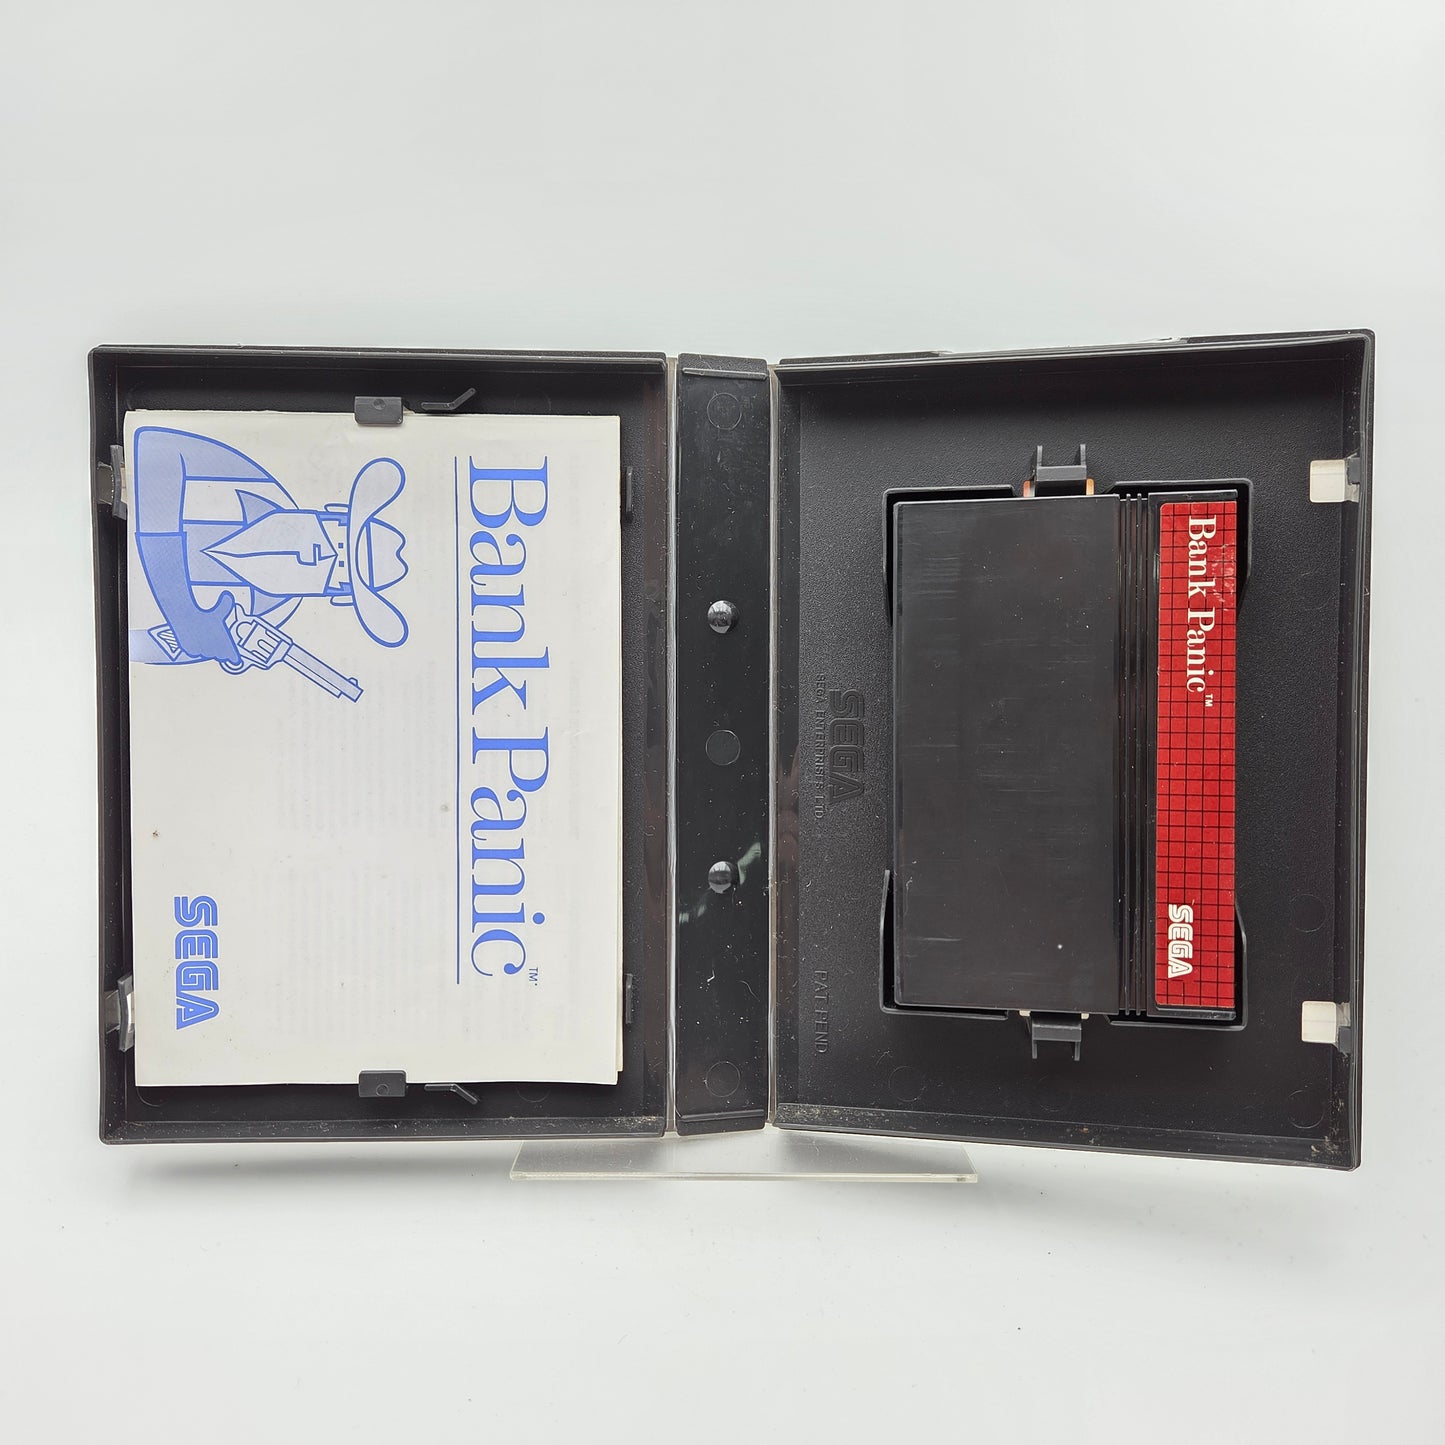 Bank Panic™
SEGA
SEGA
SEGA ENTERPRISES LTD
PAT PEND
Bank Panic™
SEGA